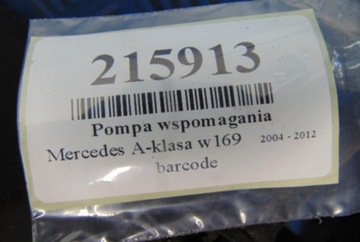 215913
Pompa wspomagania
Mercedes A-klasa w169 2004 - 2012
barcode